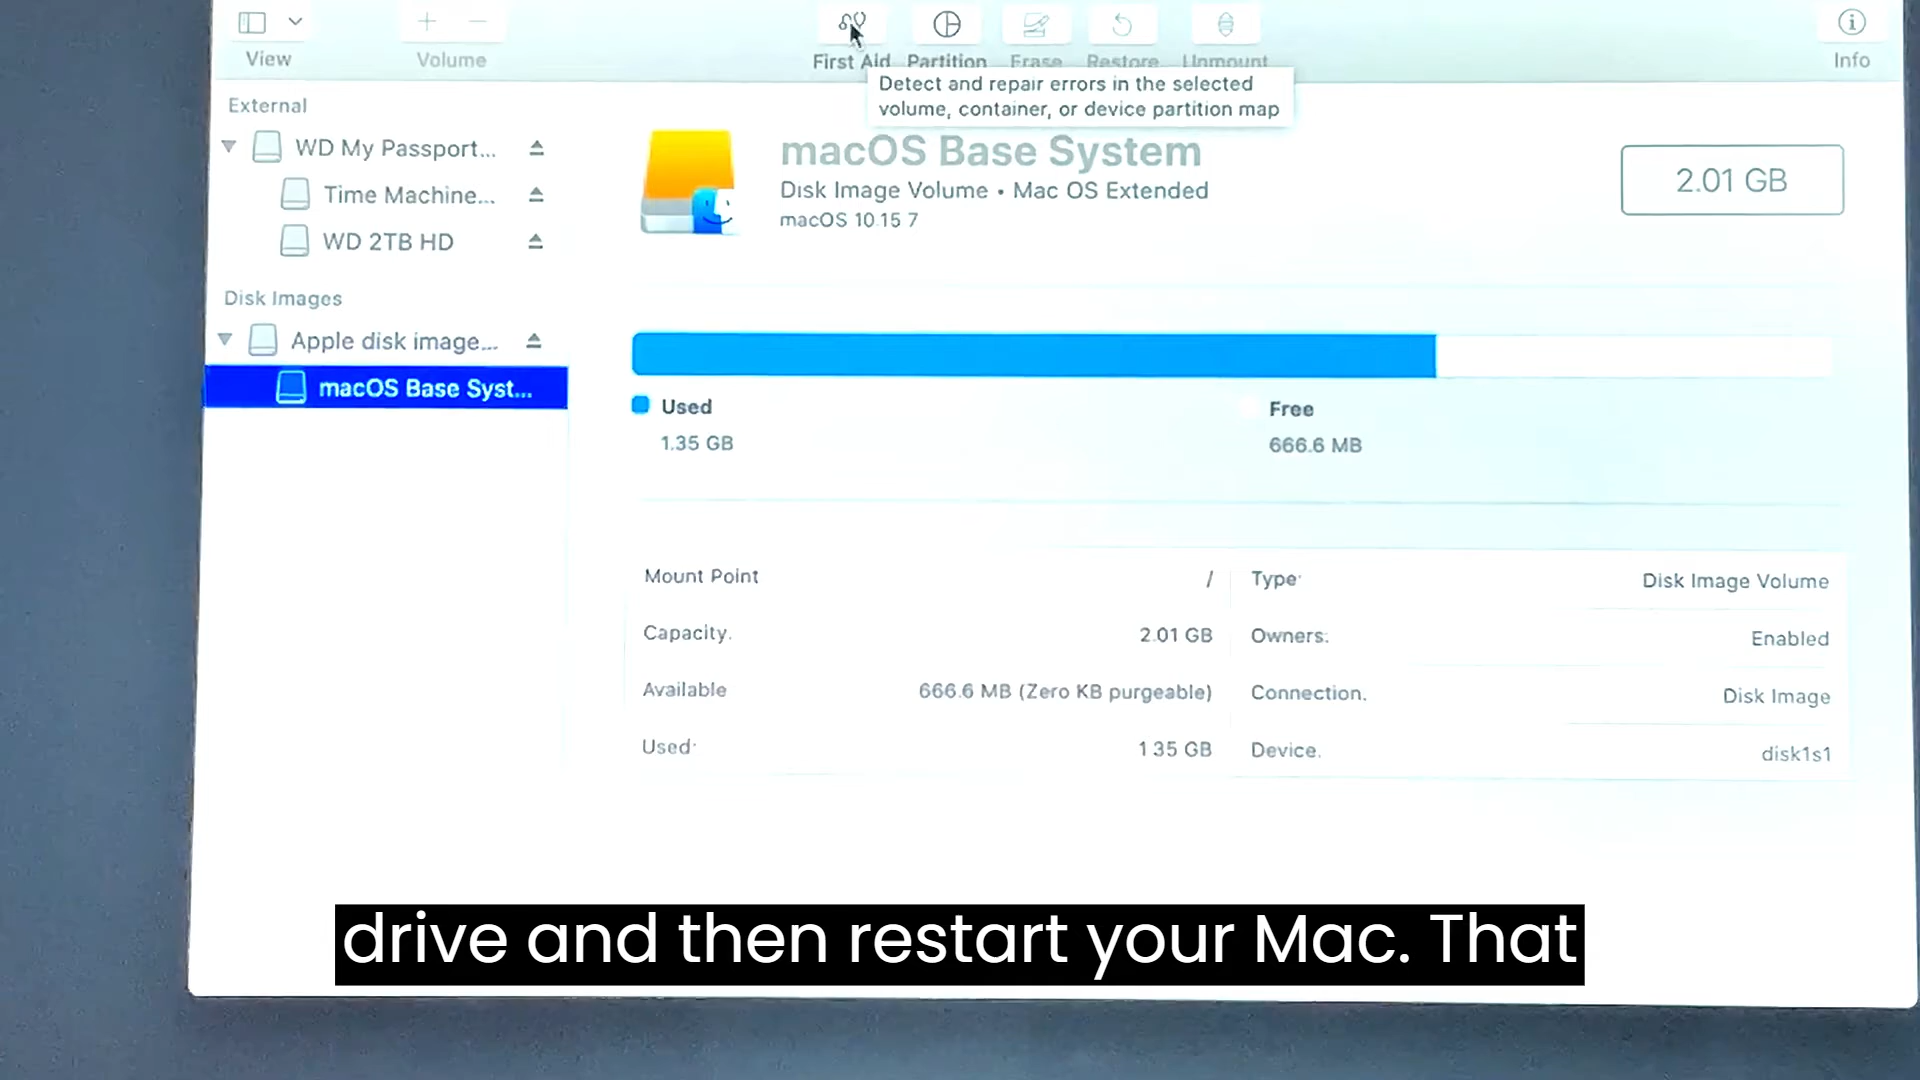 View
Volume
First Aid
Partition
Erase
Restore
Unmount
Info
Detect and repair errors in the selected
volume, container, or device partition map
External
WD My Passport...
Time Machine...
WD 2TB HD
Disk Images
Apple disk image...
macOS Base Syst...
macOS Base System
Disk Image Volume • Mac OS Extended
macOS 10.15 7
2.01 GB
Used
1.35 GB
Free
666.6 MB
Mount Point /
Capacity. 2.01 GB
Available 666.6 MB (Zero KB purgeable)
Used: 1 35 GB
Type: Disk Image Volume
Owners: Enabled
Connection. Disk Image
Device. disk1s1
drive and then restart your Mac. That